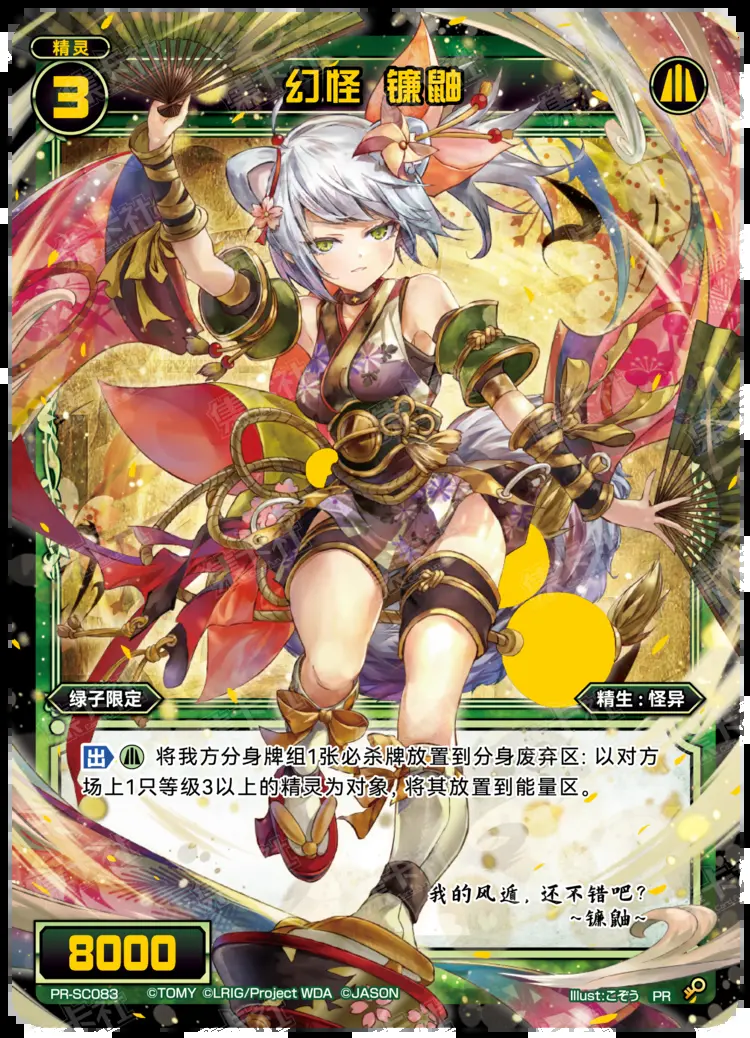 精灵
3
幻怪 镰鼬
绿子限定
精生:怪异
出 将我方分身牌组1张必杀牌放置到分身废弃区:以对方
场上1只等级3以上的精灵为对象,将其放置到能量区。
我的风遁,还不错吧?
~镰鼬~
8000
PR-SC083 ©TOMY ©LRIG/Project WDA ©JASON Illust:こぞう PR